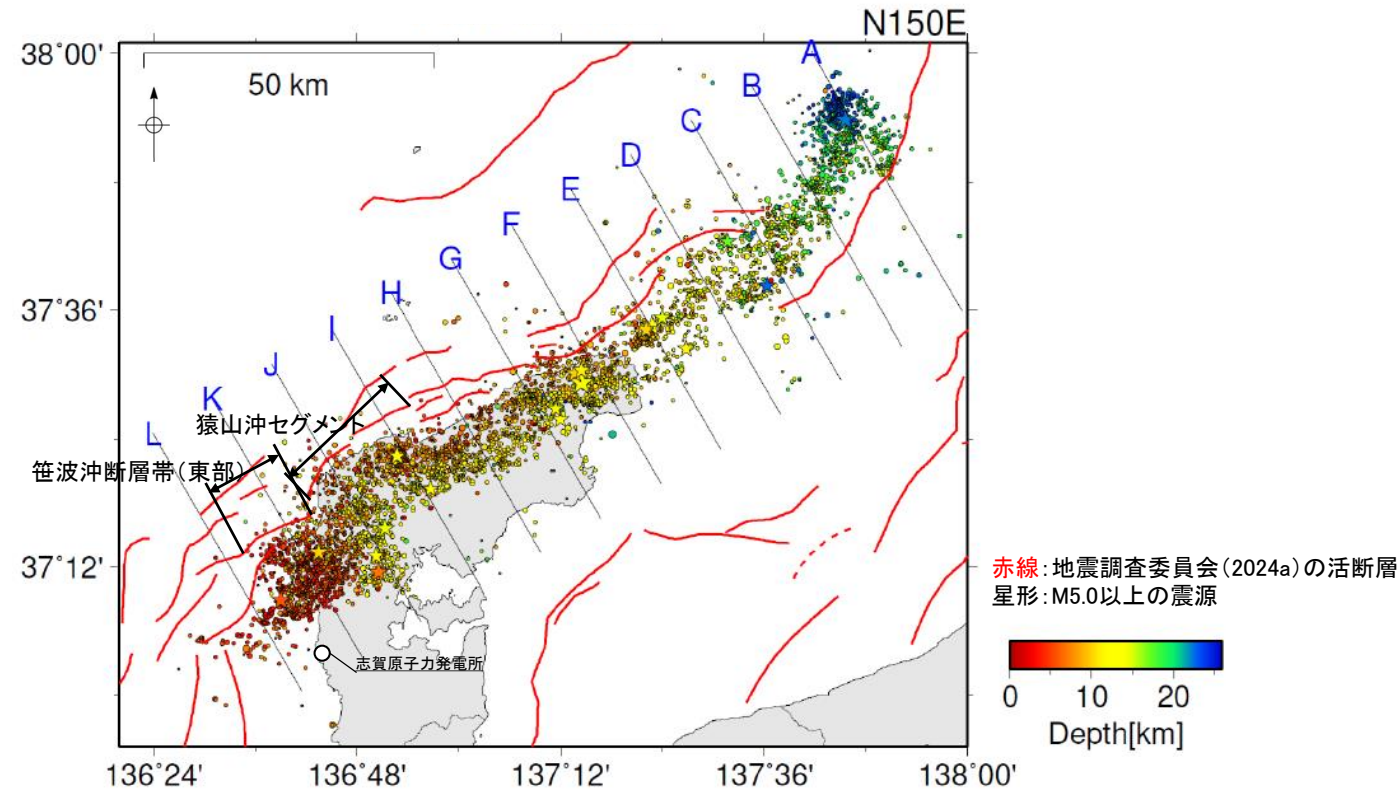 N150E
38°00'
50 km
A
B
C
D
E
F
G
37°36'
H
I
J
K
猿山沖セグメント
L
笹波沖断層帯(東部)
37°12'
赤線:地震調査委員会(2024a)の活断層
星形:M5.0以上の震源
志賀原子力発電所
0 10 20
Depth[km]
136°24' 136°48' 137°12' 137°36' 138°00'